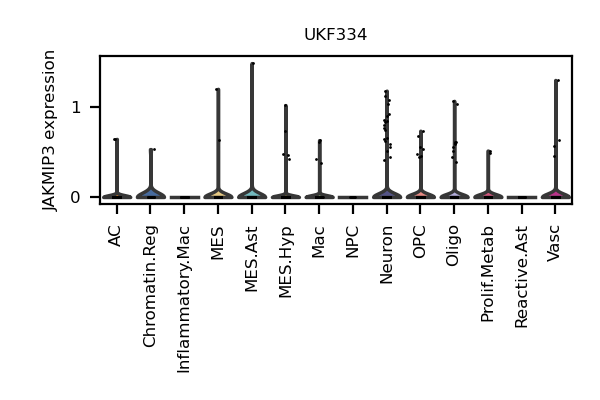 UKF334
JAKMIP3 expression
1
0
AC
Chromatin.Reg
Inflammatory.Mac
MES
MES.Ast
MES.Hyp
Mac
NPC
Neuron
OPC
Oligo
Prolif.Metab
Reactive.Ast
Vasc